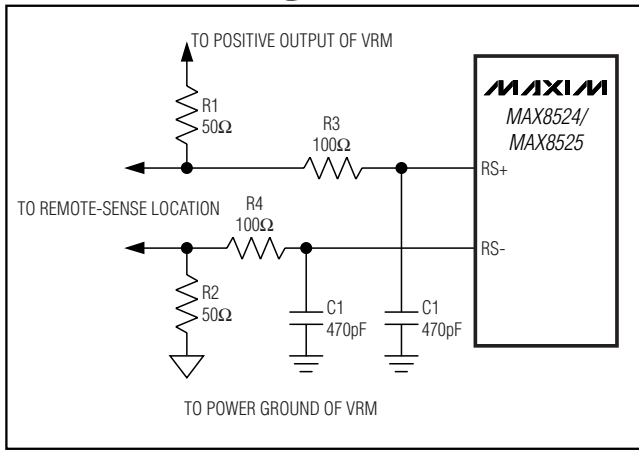 TO POSITIVE OUTPUT OF VRM
R1
50Ω
R3
100Ω
MAXIM
MAX8524/
MAX8525
RS+
TO REMOTE-SENSE LOCATION
R4
100Ω
RS-
R2
50Ω
C1
470pF
C1
470pF
TO POWER GROUND OF VRM